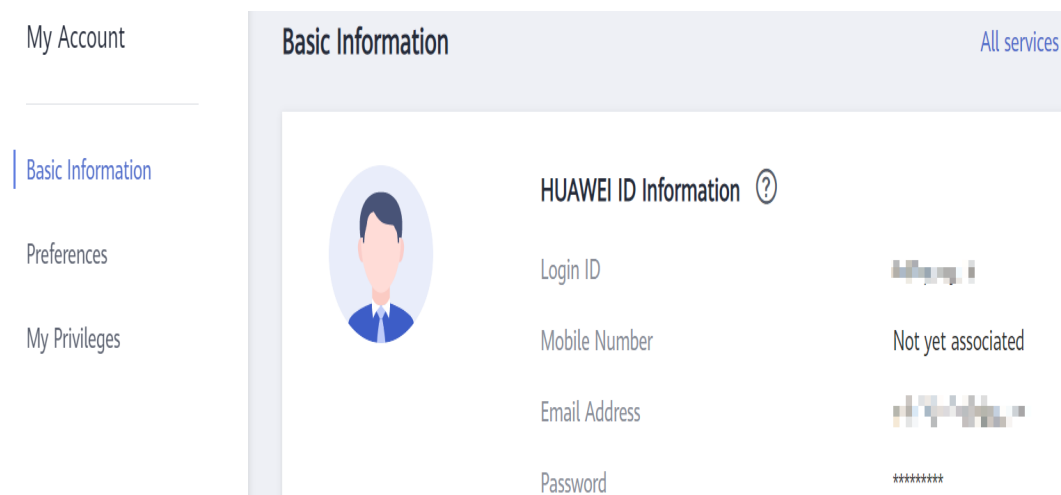 My Account
Basic Information
Preferences
My Privileges
Basic Information
All services
HUAWEI ID Information ?
Login ID
Mobile Number Not yet associated
Email Address
Password *********